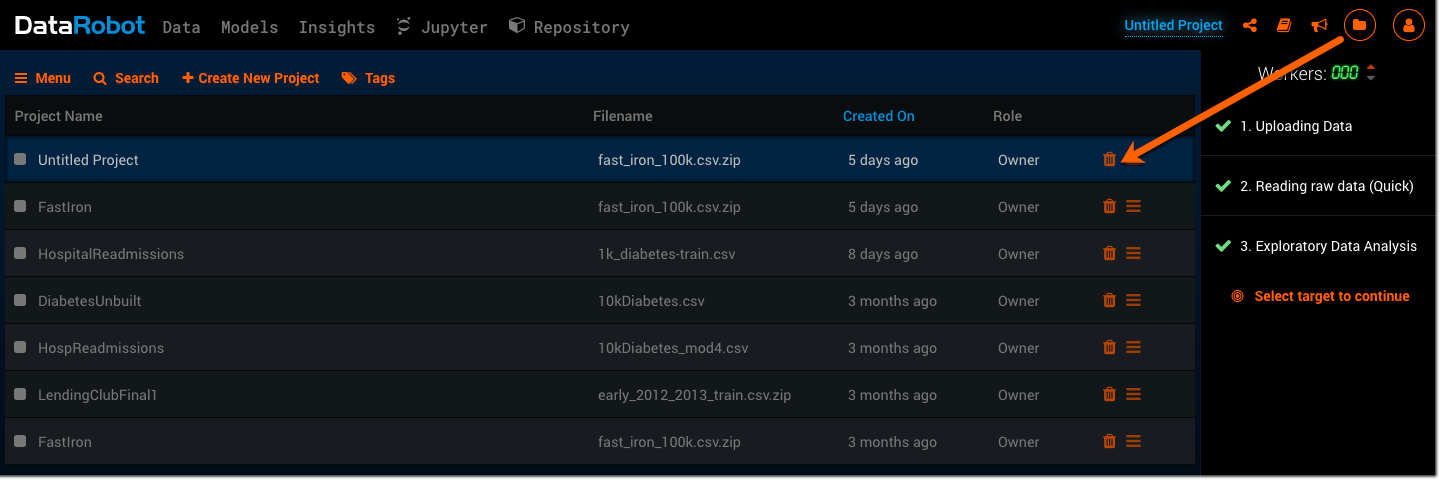 DataRobot Data Models Insights Jupyter Repository Untitled Project
Menu Search Create New Project Tags
Workers: 000
Project Name Filename Created On Role
1. Uploading Data
Untitled Project fast_iron_100k.csv.zip 5 days ago Owner
2. Reading raw data (Quick)
FastIron fast_iron_100k.csv.zip 5 days ago Owner
3. Exploratory Data Analysis
HospitalReadmissions 1k_diabetes-train.csv 8 days ago Owner
Select target to continue
DiabetesUnbuilt 10kDiabetes.csv 3 months ago Owner
HospReadmissions 10kDiabetes_mod4.csv 3 months ago Owner
LendingClubFinal1 early_2012_2013_train.csv.zip 3 months ago Owner
FastIron fast_iron_100k.csv.zip 3 months ago Owner